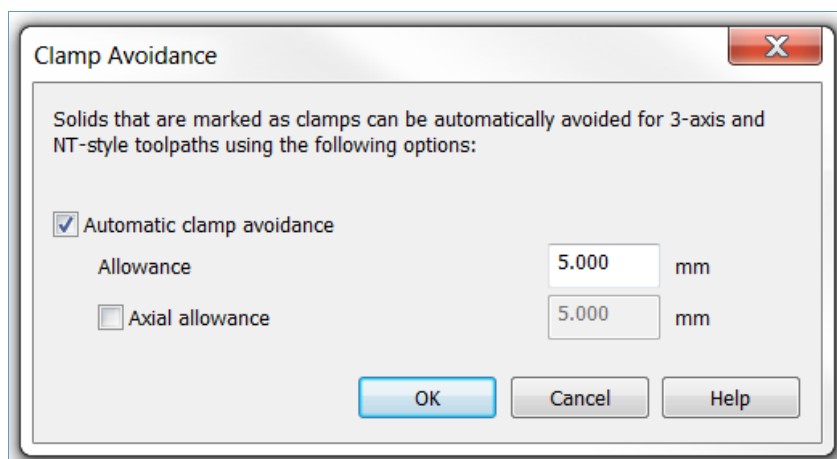 Clamp Avoidance
Solids that are marked as clamps can be automatically avoided for 3-axis and
NT-style toolpaths using the following options:
Automatic clamp avoidance
Allowance 5.000 mm
Axial allowance 5.000 mm
OK Cancel Help